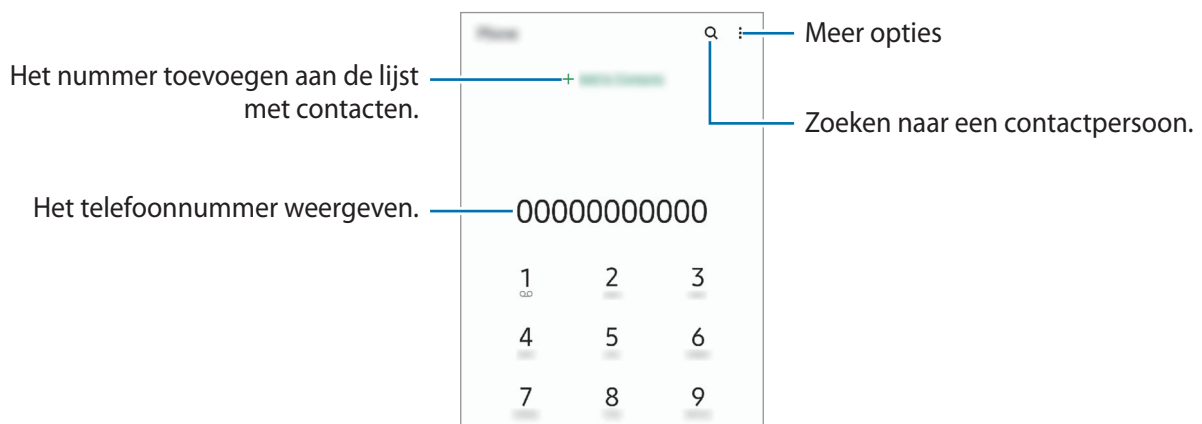 Meer opties
Het nummer toevoegen aan de lijst
met contacten.
Zoeken naar een contactpersoon.
Het telefoonnummer weergeven.
00000000000
1 2 3
4 5 6
7 8 9